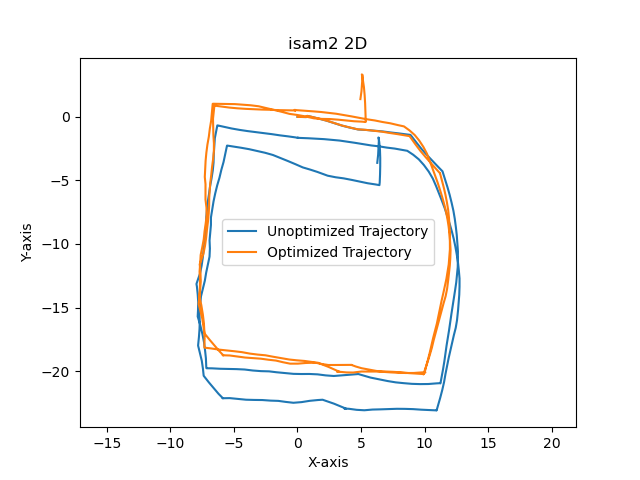 isam2 2D
Y-axis
0
−5
−10
−15
−20
Unoptimized Trajectory
Optimized Trajectory
−15
−10
−5
0
5
10
15
20
X-axis